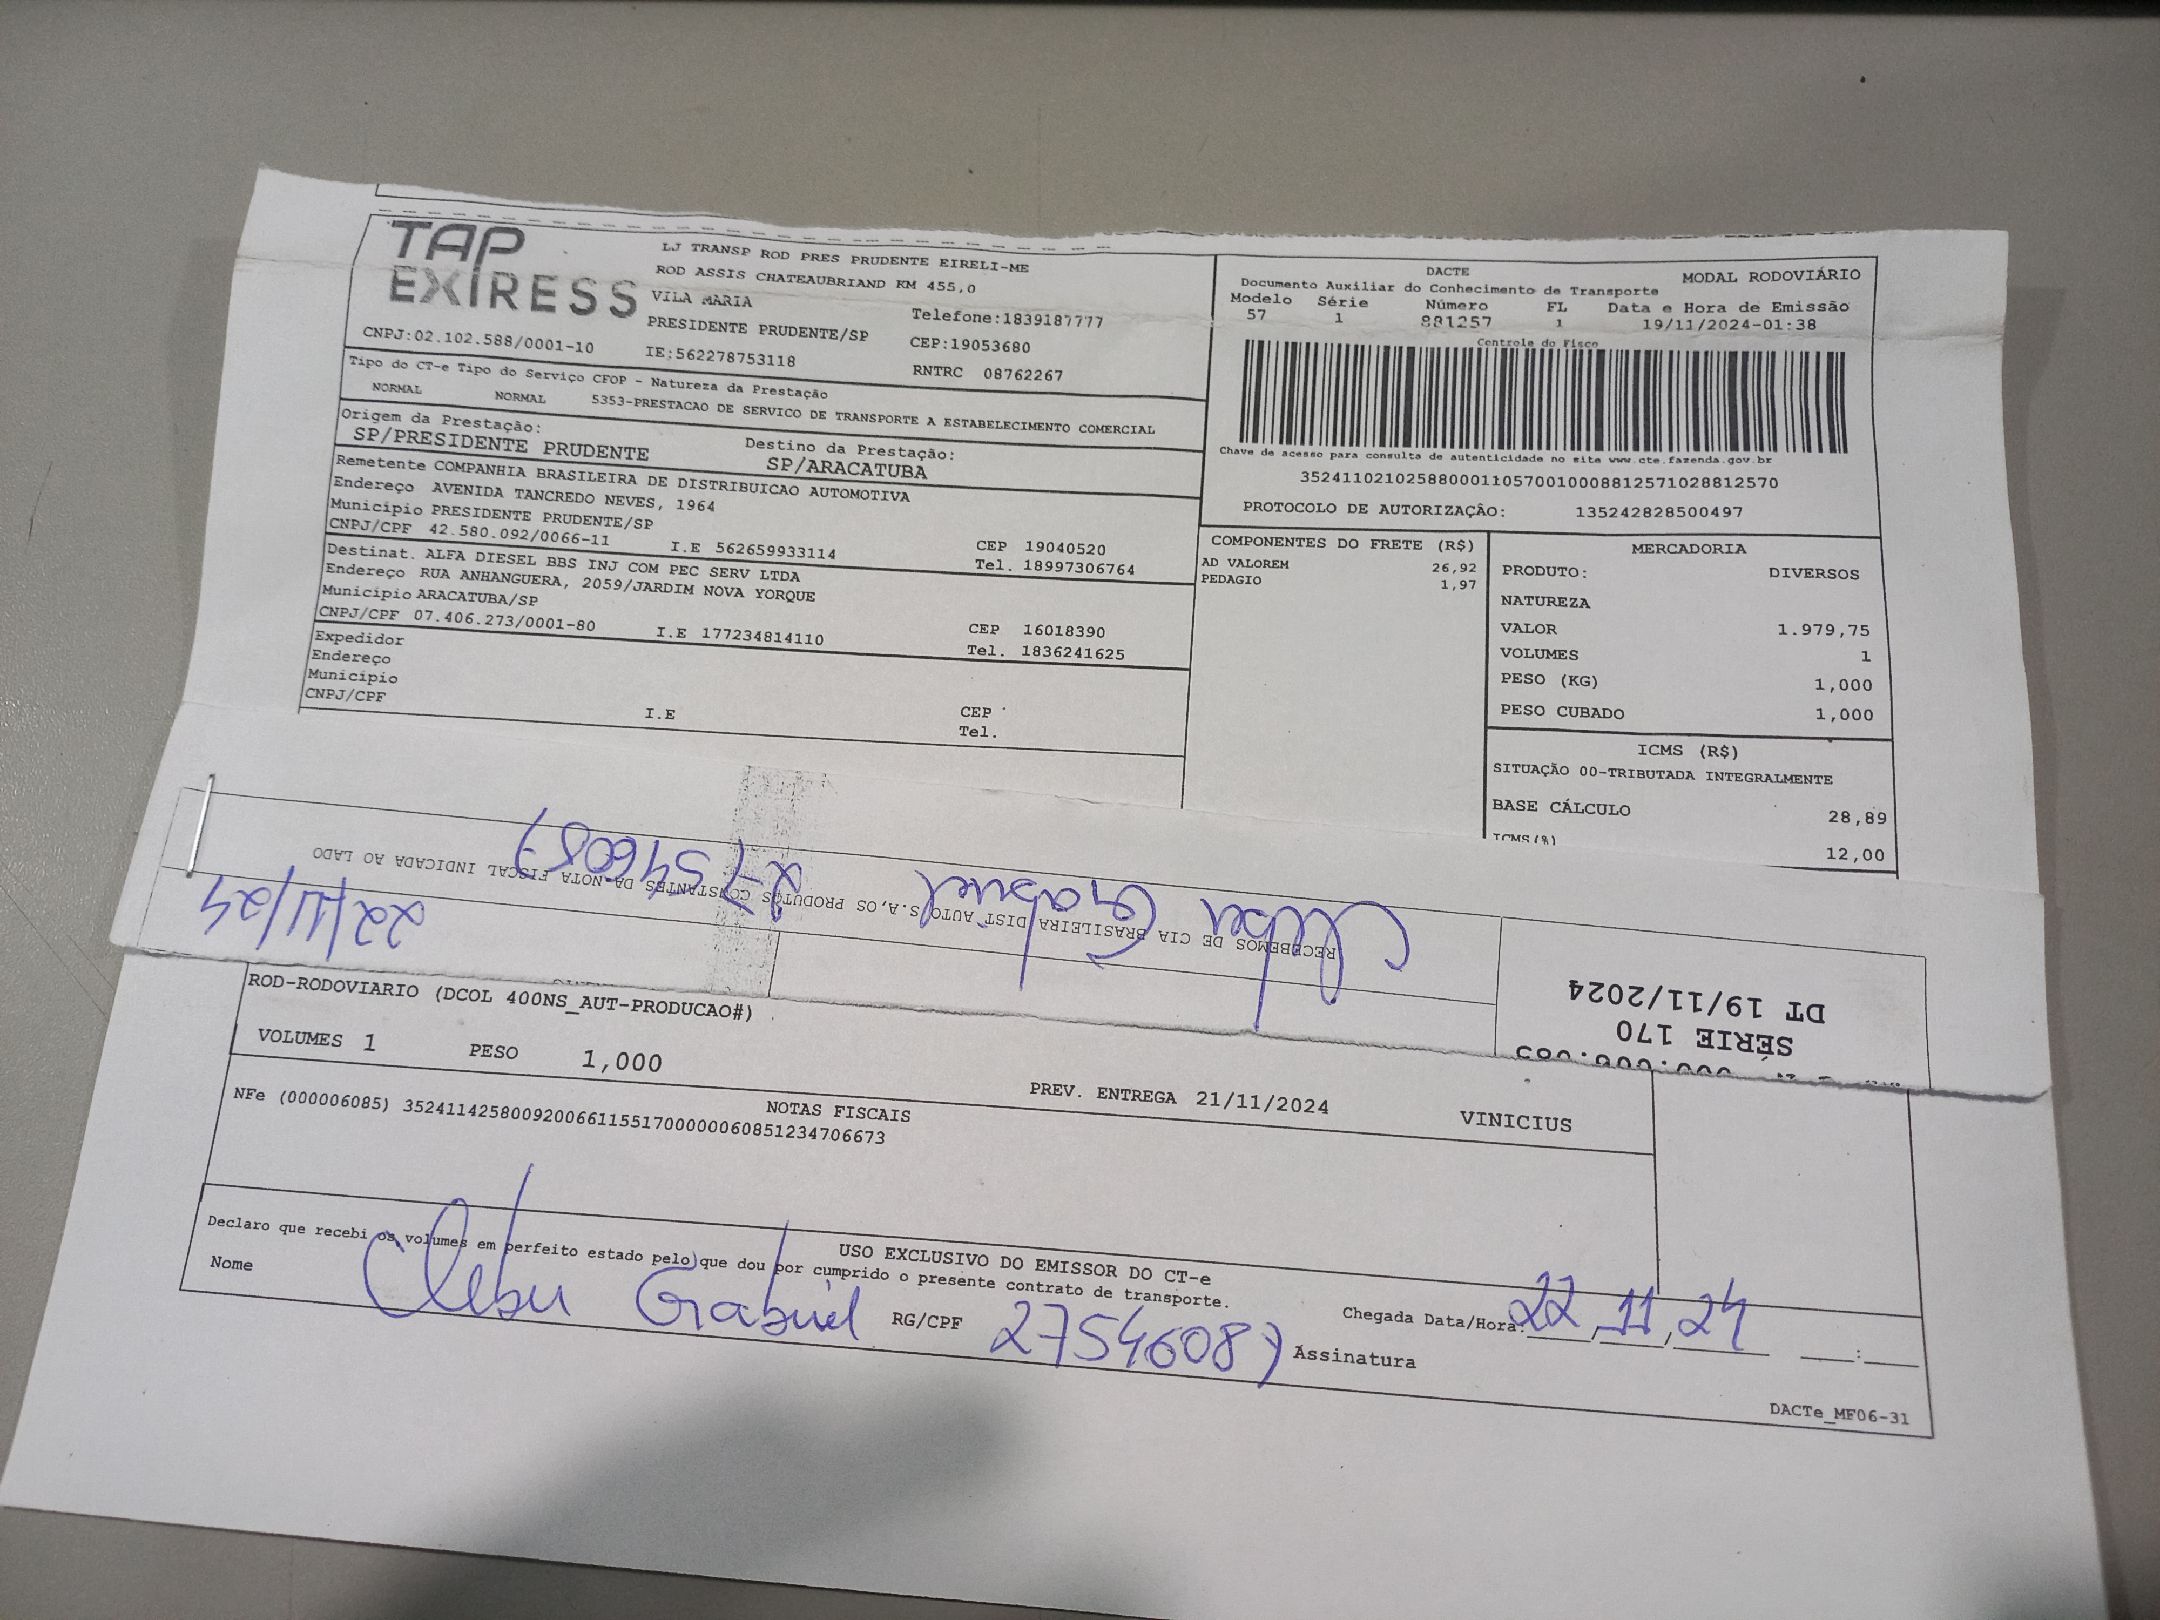 TAP
EXIRESS
LJ TRANSP ROD PRES PRUDENTE EIRELI-ME
ROD ASSIS CHATEAUBRIAND KM 455,0
VILA MARIA
Telefone:1839187777
PRESIDENTE PRUDENTE/SP
CEP:19053680
CNPJ:02.102.588/0001-10
IE:562278753118
RNTRC 08762267
DACTE
MODAL RODOVIÁRIO
Documento Auxiliar do Conhecimento de Transporte
Modelo Série Número FL Data e Hora de Emissão
57 1 881257 1 19/11/2024-01:38
Controle do Fisco
Chave de acesso para consulta de autenticidade no site www.cte.fazenda.gov.br
35241102102588000110570010008812571028812570
PROTOCOLO DE AUTORIZAÇÃO: 135242828500497
Tipo do CT-e Tipo do Serviço CFOP - Natureza da Prestação
NORMAL NORMAL 5353-PRESTACAO DE SERVICO DE TRANSPORTE A ESTABELECIMENTO COMERCIAL
Origem da Prestação: Destino da Prestação:
SP/PRESIDENTE PRUDENTE SP/ARACATUBA
Remetente COMPANHIA BRASILEIRA DE DISTRIBUICAO AUTOMOTIVA
Endereço AVENIDA TANCREDO NEVES, 1964
Município PRESIDENTE PRUDENTE/SP CEP 19040520
CNPJ/CPF 42.580.092/0066-11 I.E 562659933114 Tel. 18997306764
Destinat. ALFA DIESEL BBS INJ COM PEC SERV LTDA
Endereço RUA ANHANGUERA, 2059/JARDIM NOVA YORQUE
Município ARACATUBA/SP CEP 16018390
CNPJ/CPF 07.406.273/0001-80 I.E 177234814110 Tel. 1836241625
Expedidor
Endereço
Município CEP
CNPJ/CPF I.E Tel.
COMPONENTES DO FRETE (R$)
AD VALOREM 26,92
PEDAGIO 1,97
MERCADORIA
PRODUTO: DIVERSOS
NATUREZA
VALOR 1.979,75
VOLUMES 1
PESO (KG) 1,000
PESO CUBADO 1,000
ICMS (R$)
SITUAÇÃO 00-TRIBUTADA INTEGRALMENTE
BASE CÁLCULO 28,89
ICMS(%) 12,00
RECEBEMOS DE CIA BRASILEIRA DIST AUTO S.A,OS PRODUTOS CONSTANTES DA NOTA FISCAL INDICADA AO LADO
Cleber Gabriel
27546087
22/11/24
SÉRIE 170
DT 19/11/2024
ROD-RODOVIARIO (DCOL 400NS_AUT-PRODUCAO#)
VOLUMES 1 PESO 1,000 PREV. ENTREGA 21/11/2024 VINICIUS
NOTAS FISCAIS
NFe (000006085) 35241142580092006611551700000060851234706673
USO EXCLUSIVO DO EMISSOR DO CT-e
Declaro que recebi os volumes em perfeito estado pelo que dou por cumprido o presente contrato de transporte.
Nome Cleber Gabriel RG/CPF 27546087 Assinatura
Chegada Data/Hora: 22/11/24 __:__
DACTe_MF06-31